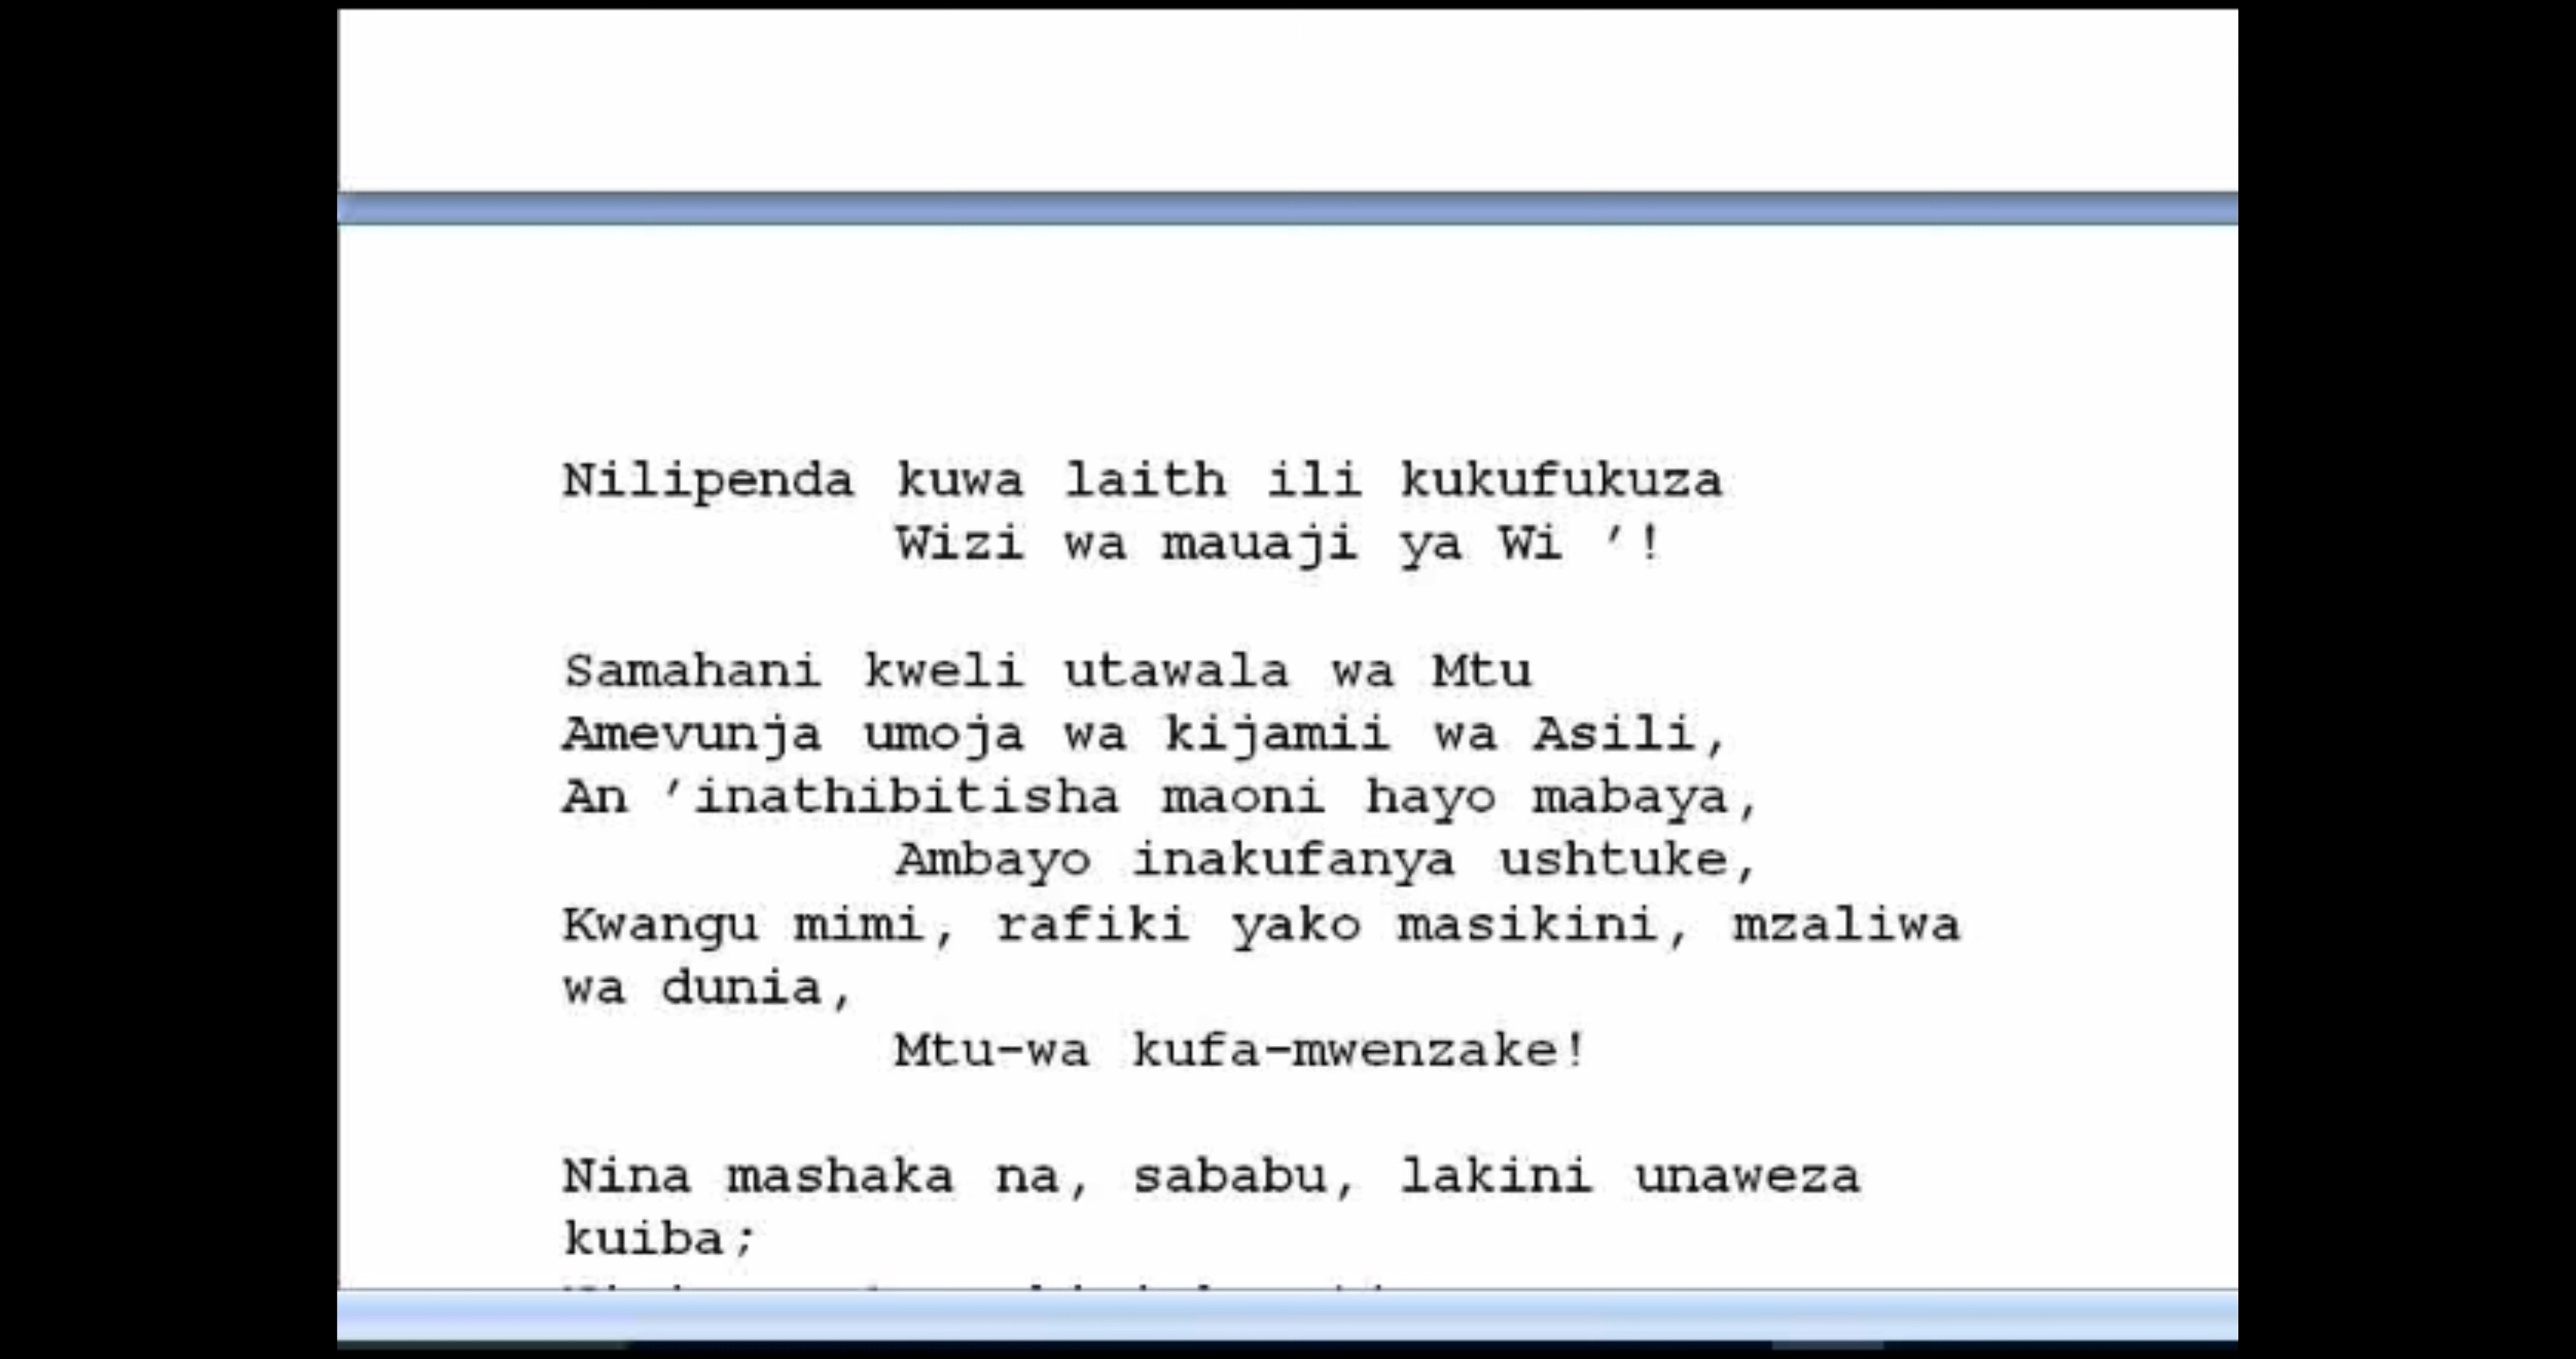 Nilipenda kuwa laith ili kukufukuza
Wizi wa mauaji ya Wi ’!
Samahani kweli utawala wa Mtu
Amevunja umoja wa kijamii wa Asili,
An ’inathibitisha maoni hayo mabaya,
Ambayo inakufanya ushtuke,
Kwangu mimi, rafiki yako masikini, mzaliwa
wa dunia,
Mtu-wa kufa-mwenzake!
Nina mashaka na, sababu, lakini unaweza
kuiba;